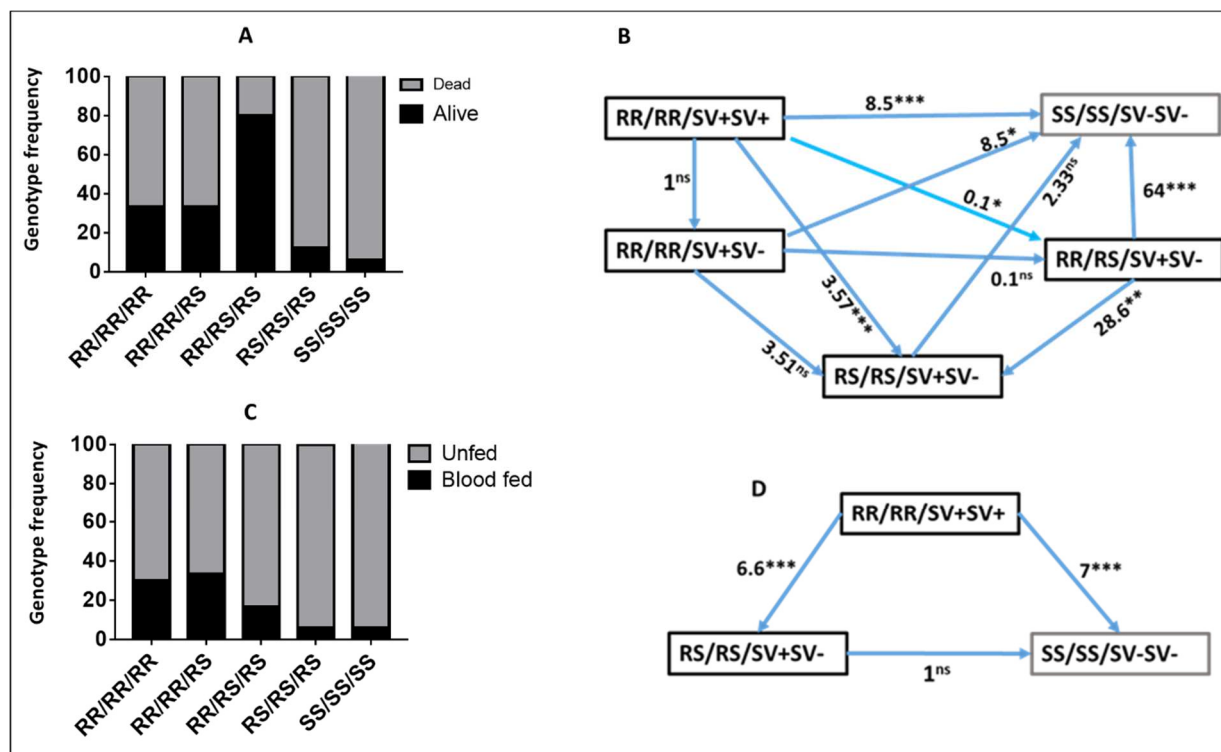 A
Genotype frequency
100
80
60
40
20
0
Dead
Alive
RR/RR/RR
RR/RR/RS
RR/RS/RS
RS/RS/RS
SS/SS/SS
B
RR/RR/SV+SV+
SS/SS/SV-SV-
RR/RR/SV+SV-
RR/RS/SV+SV-
RS/RS/SV+SV-
8.5***
8.5*
1ns
0.1*
2.33ns
64***
0.1ns
3.57***
3.51ns
28.6**
C
Genotype frequency
100
80
60
40
20
0
Unfed
Blood fed
RR/RR/RR
RR/RR/RS
RR/RS/RS
RS/RS/RS
SS/SS/SS
D
RR/RR/SV+SV+
6.6***
7***
RS/RS/SV+SV-
SS/SS/SV-SV-
1ns